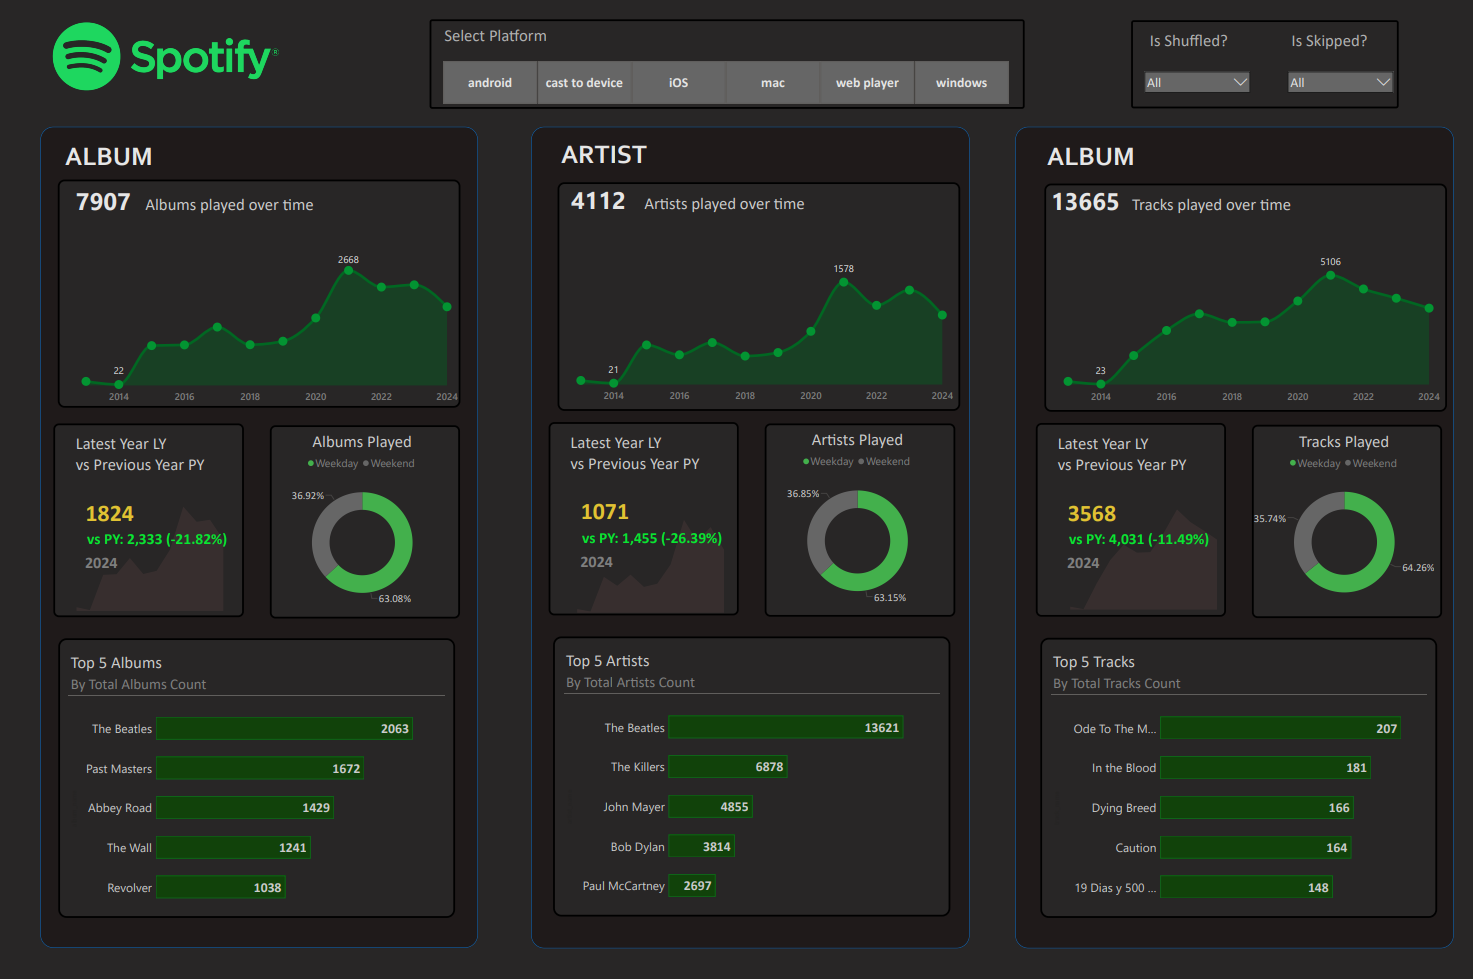 Spotify®
Select Platform
android cast to device iOS mac web player windows
Is Shuffled? Is Skipped?
All All
ALBUM
7907 Albums played over time
2668
22
2014 2016 2018 2020 2022 2024
Latest Year LY
vs Previous Year PY
1824
vs PY: 2,333 (-21.82%)
2024
Albums Played
Weekday Weekend
36.92%
63.08%
Top 5 Albums
By Total Albums Count
The Beatles 2063
Past Masters 1672
Abbey Road 1429
The Wall 1241
Revolver 1038
ARTIST
4112 Artists played over time
1578
21
2014 2016 2018 2020 2022 2024
Latest Year LY
vs Previous Year PY
1071
vs PY: 1,455 (-26.39%)
2024
Artists Played
Weekday Weekend
36.85%
63.15%
Top 5 Artists
By Total Artists Count
The Beatles 13621
The Killers 6878
John Mayer 4855
Bob Dylan 3814
Paul McCartney 2697
ALBUM
13665 Tracks played over time
5106
23
2014 2016 2018 2020 2022 2024
Latest Year LY
vs Previous Year PY
3568
vs PY: 4,031 (-11.49%)
2024
Tracks Played
Weekday Weekend
35.74%
64.26%
Top 5 Tracks
By Total Tracks Count
Ode To The M... 207
In the Blood 181
Dying Breed 166
Caution 164
19 Dias y 500 ... 148